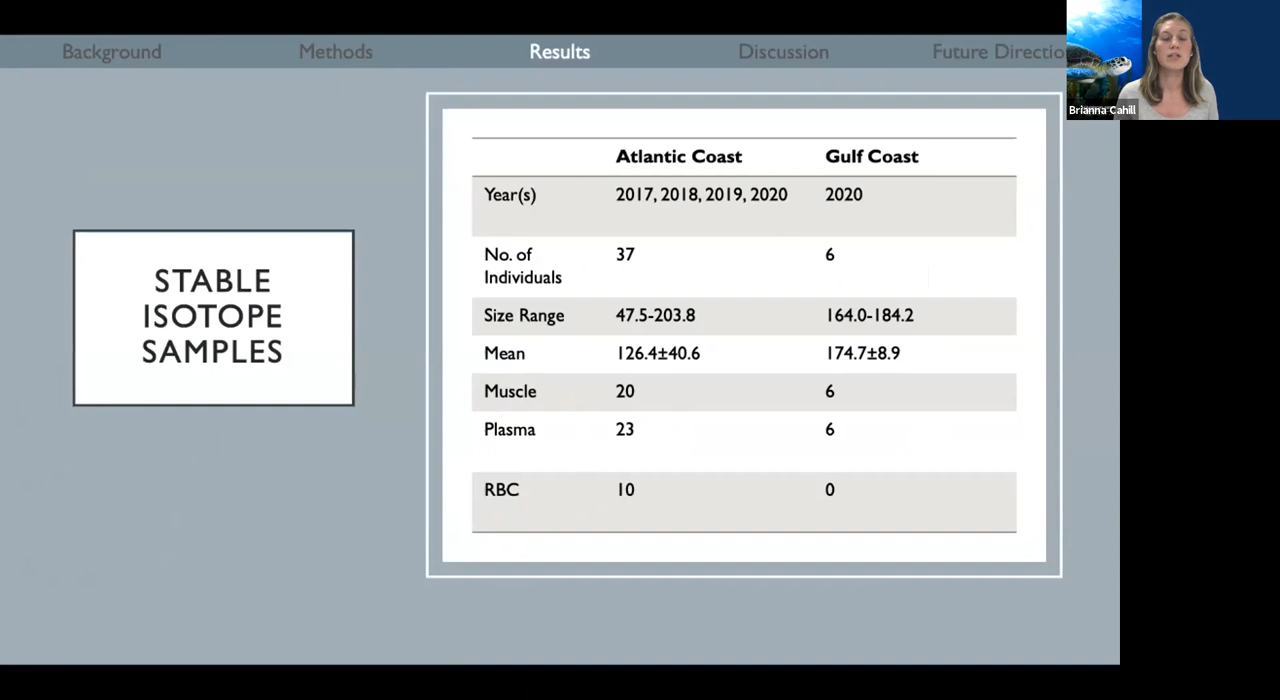 Background Methods Results Discussion Future Directio
Brianna Cahill
STABLE
ISOTOPE
SAMPLES
Atlantic Coast Gulf Coast
Year(s) 2017, 2018, 2019, 2020 2020
No. of
Individuals 37 6
Size Range 47.5-203.8 164.0-184.2
Mean 126.4±40.6 174.7±8.9
Muscle 20 6
Plasma 23 6
RBC 10 0